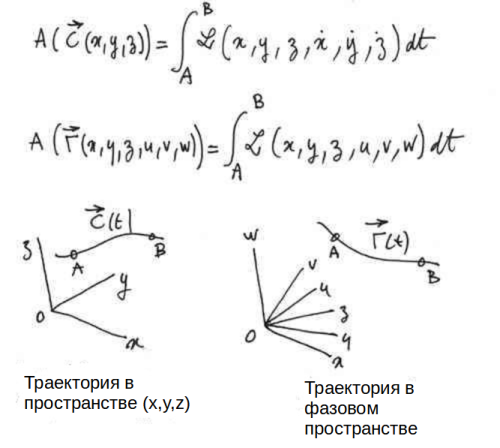 A(C⃗(x,y,z)) = ∫_A^B ℒ(x, y, z, ẋ, ẏ, ż) dt
A(Γ⃗(x,y,z,u,v,w)) = ∫_A^B ℒ(x,y,z,u,v,w) dt
C⃗(t)
z A B
y
O
x
w A Γ⃗(t) B
v
u
z
O y
x
Траектория в
пространстве (x,y,z)
Траектория в
фазовом
пространстве